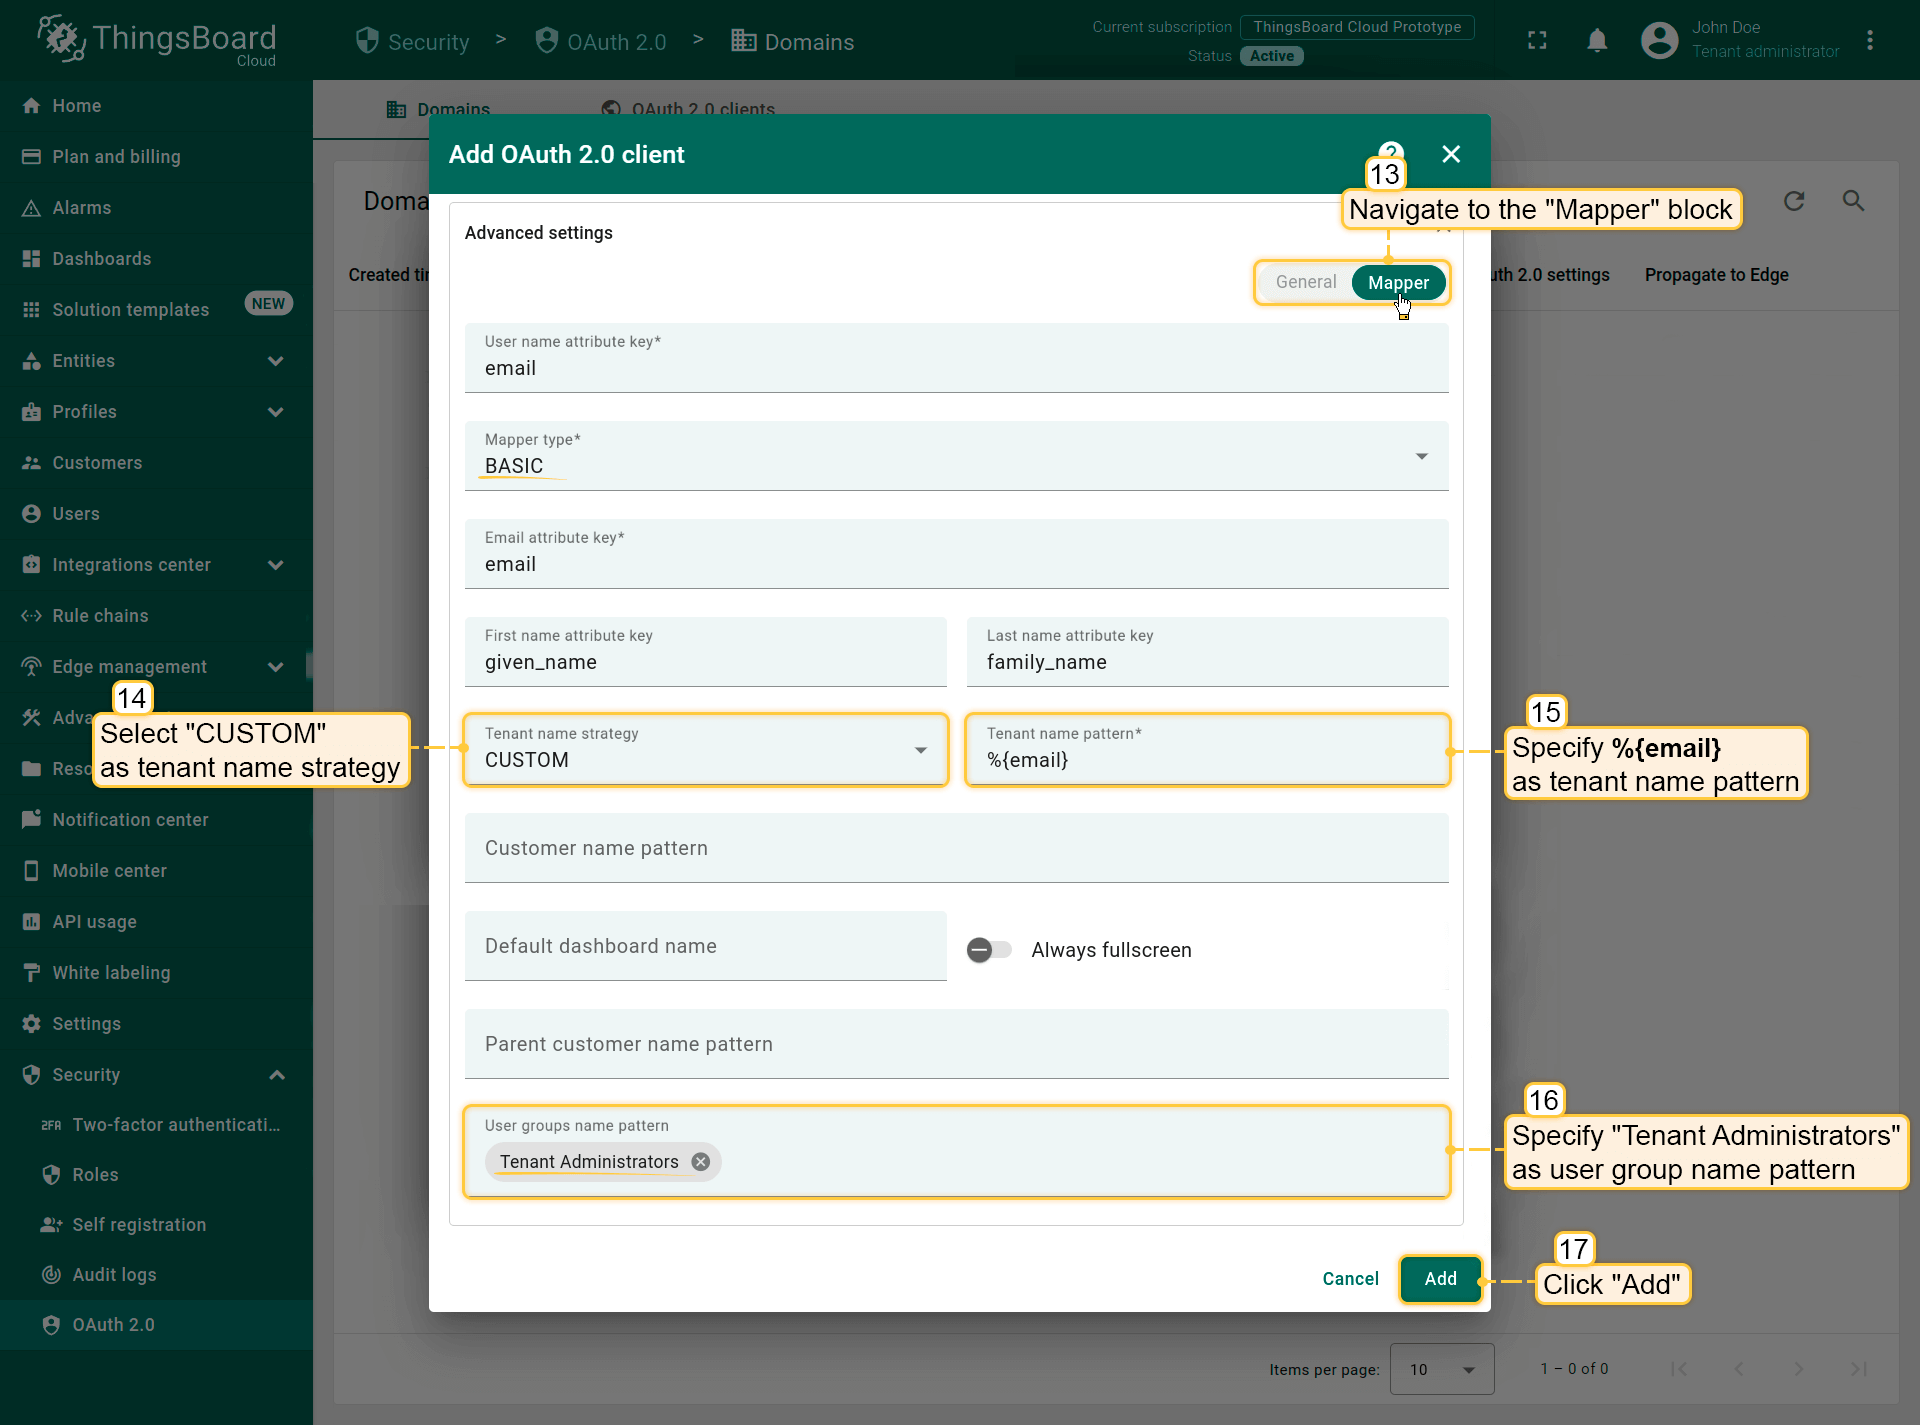 ThingsBoard
Cloud
Security > OAuth 2.0 > Domains
Current subscription ThingsBoard Cloud Prototype
Status Active
John Doe
Tenant administrator
Home
Plan and billing
Alarms
Dashboards
Solution templates NEW
Entities
Profiles
Customers
Users
Integrations center
Rule chains
Edge management
Adva
Reso
Notification center
Mobile center
API usage
White labeling
Settings
Security
2FA Two-factor authenticati...
Roles
Self registration
Audit logs
OAuth 2.0
Domains OAuth 2.0 clients
Doma
Created tir
uth 2.0 settings Propagate to Edge
Add OAuth 2.0 client
?
13
Navigate to the "Mapper" block
Advanced settings
General Mapper
User name attribute key*
email
Mapper type*
BASIC
Email attribute key*
email
First name attribute key
given_name
Last name attribute key
family_name
14
Select "CUSTOM"
as tenant name strategy
Tenant name strategy
CUSTOM
Tenant name pattern*
%{email}
15
Specify %{email}
as tenant name pattern
Customer name pattern
Default dashboard name
Always fullscreen
Parent customer name pattern
User groups name pattern
Tenant Administrators
16
Specify "Tenant Administrators"
as user group name pattern
Cancel Add
17
Click "Add"
Items per page: 10 1 – 0 of 0